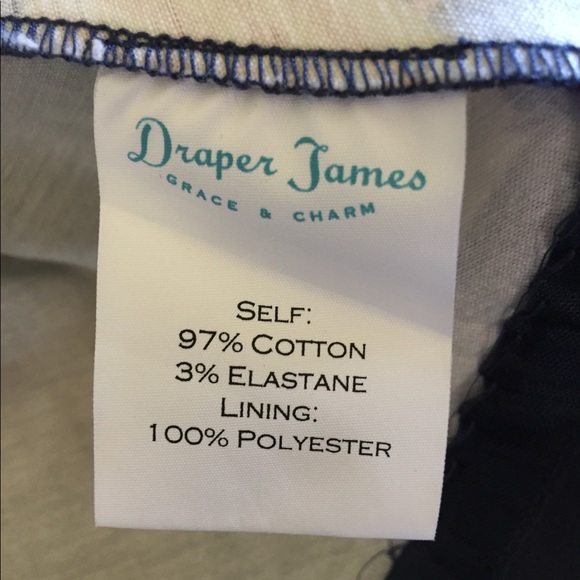 Draper James
GRACE & CHARM
SELF:
97% COTTON
3% ELASTANE
LINING:
100% POLYESTER